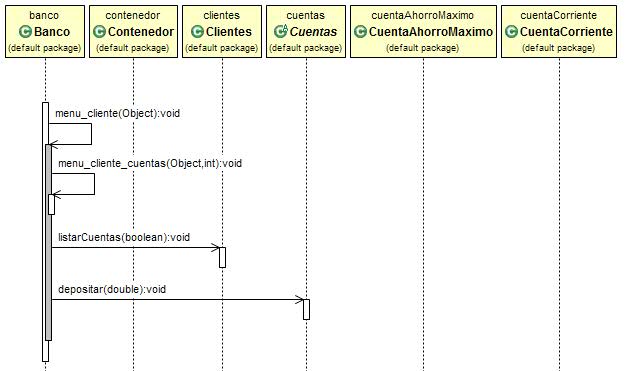 banco
Banco
(default package)
contenedor
Contenedor
(default package)
clientes
Clientes
(default package)
cuentas
Cuentas
(default package)
cuentaAhorroMaximo
CuentaAhorroMaximo
(default package)
cuentaCorriente
CuentaCorriente
(default package)
menu_cliente(Object):void
menu_cliente_cuentas(Object,int):void
listarCuentas(boolean):void
depositar(double):void